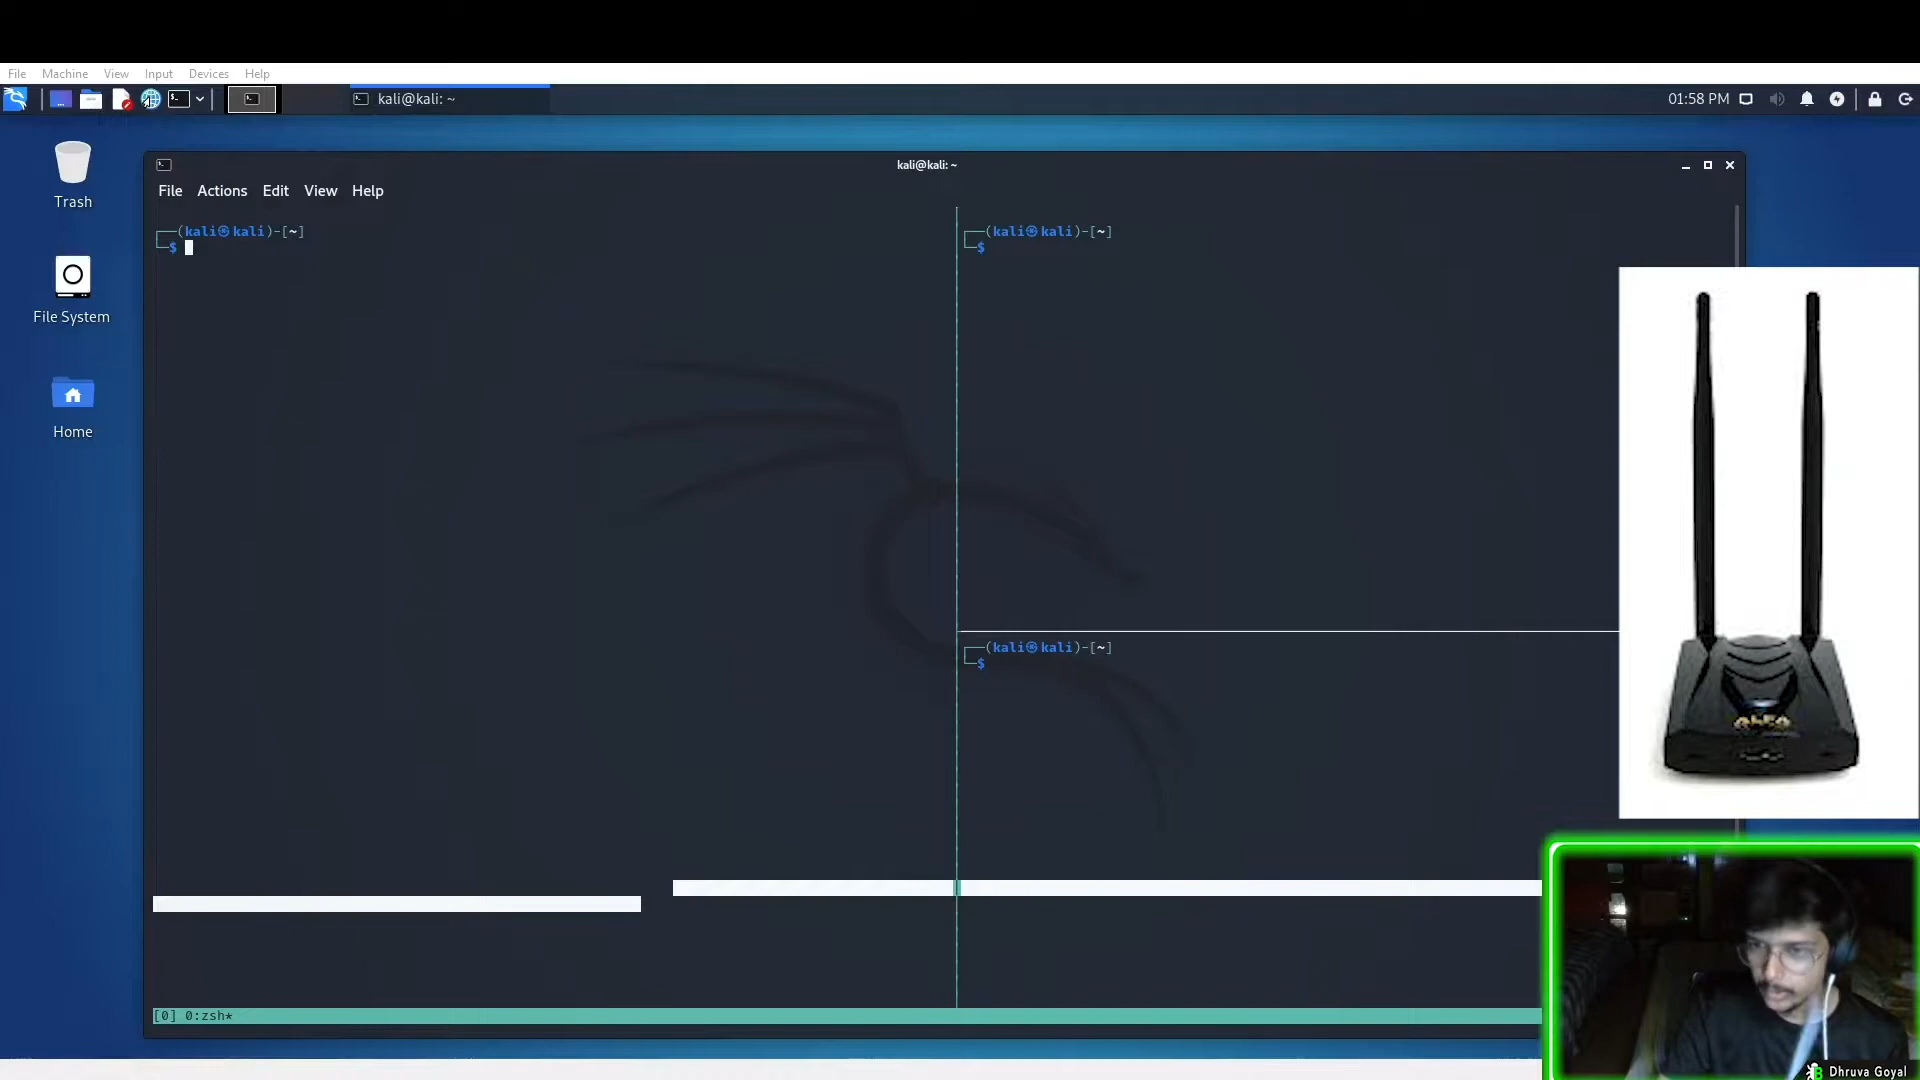 File Machine View Input Devices Help
kali@kali: ~
01:58 PM
Trash
File System
Home
kali@kali: ~
File Actions Edit View Help
┌──(kali㉿kali)-[~]
└─$
┌──(kali㉿kali)-[~]
└─$
┌──(kali㉿kali)-[~]
└─$
[0] 0:zsh*
Dhruva Goyal